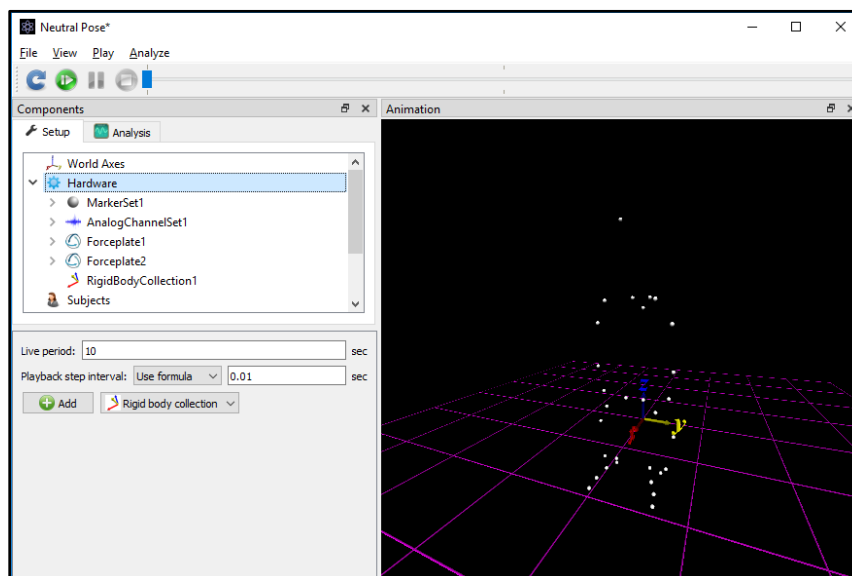 Neutral Pose*
File View Play Analyze
Components
Animation
Setup Analysis
World Axes
Hardware
MarkerSet1
AnalogChannelSet1
Forceplate1
Forceplate2
RigidBodyCollection1
Subjects
Live period: 10 sec
Playback step interval: Use formula 0.01 sec
Add Rigid body collection
y